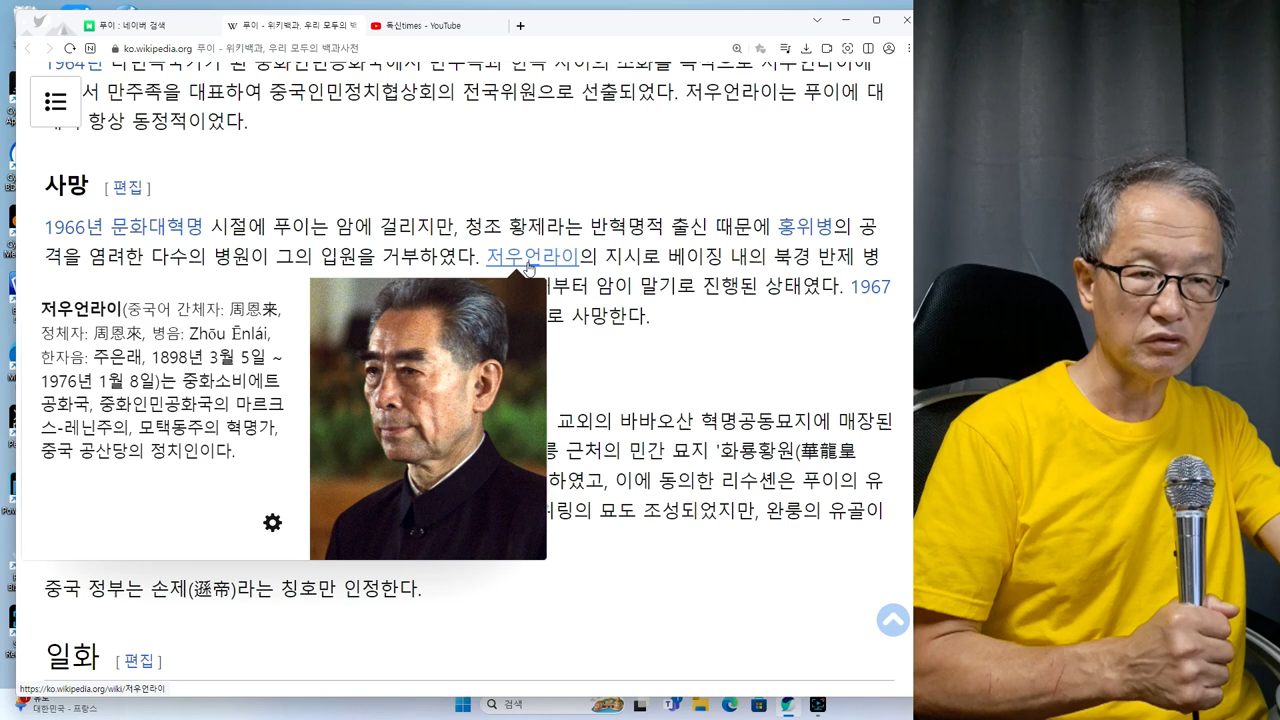 푸이 : 네이버 검색
푸이 - 위키백과, 우리 모두의 백
독신times - YouTube
ko.wikipedia.org 푸이 - 위키백과, 우리 모두의 백과사전
서 만주족을 대표하여 중국인민정치협상회의 전국위원으로 선출되었다. 저우언라이는 푸이에 대
항상 동정적이었다.
사망 [ 편집 ]
1966년 문화대혁명 시절에 푸이는 암에 걸리지만, 청조 황제라는 반혁명적 출신 때문에 홍위병의 공
격을 염려한 다수의 병원이 그의 입원을 거부하였다. 저우언라이의 지시로 베이징 내의 북경 반제 병
부터 암이 말기로 진행된 상태였다. 1967
로 사망한다.
저우언라이(중국어 간체자: 周恩来,
정체자: 周恩來, 병음: Zhōu Ēnlái,
한자음: 주은래, 1898년 3월 5일 ~
1976년 1월 8일)는 중화소비에트
공화국, 중화인민공화국의 마르크
스-레닌주의, 모택동주의 혁명가,
중국 공산당의 정치인이다.
교외의 바바오산 혁명공동묘지에 매장된
릉 근처의 민간 묘지 '화룡황원(華龍皇
하였고, 이에 동의한 리수셴은 푸이의 유
위링의 묘도 조성되었지만, 완룽의 유골이
중국 정부는 손제(遜帝)라는 칭호만 인정한다.
일화 [ 편집 ]
https://ko.wikipedia.org/wiki/저우언라이
대한민국 - 프랑스
검색